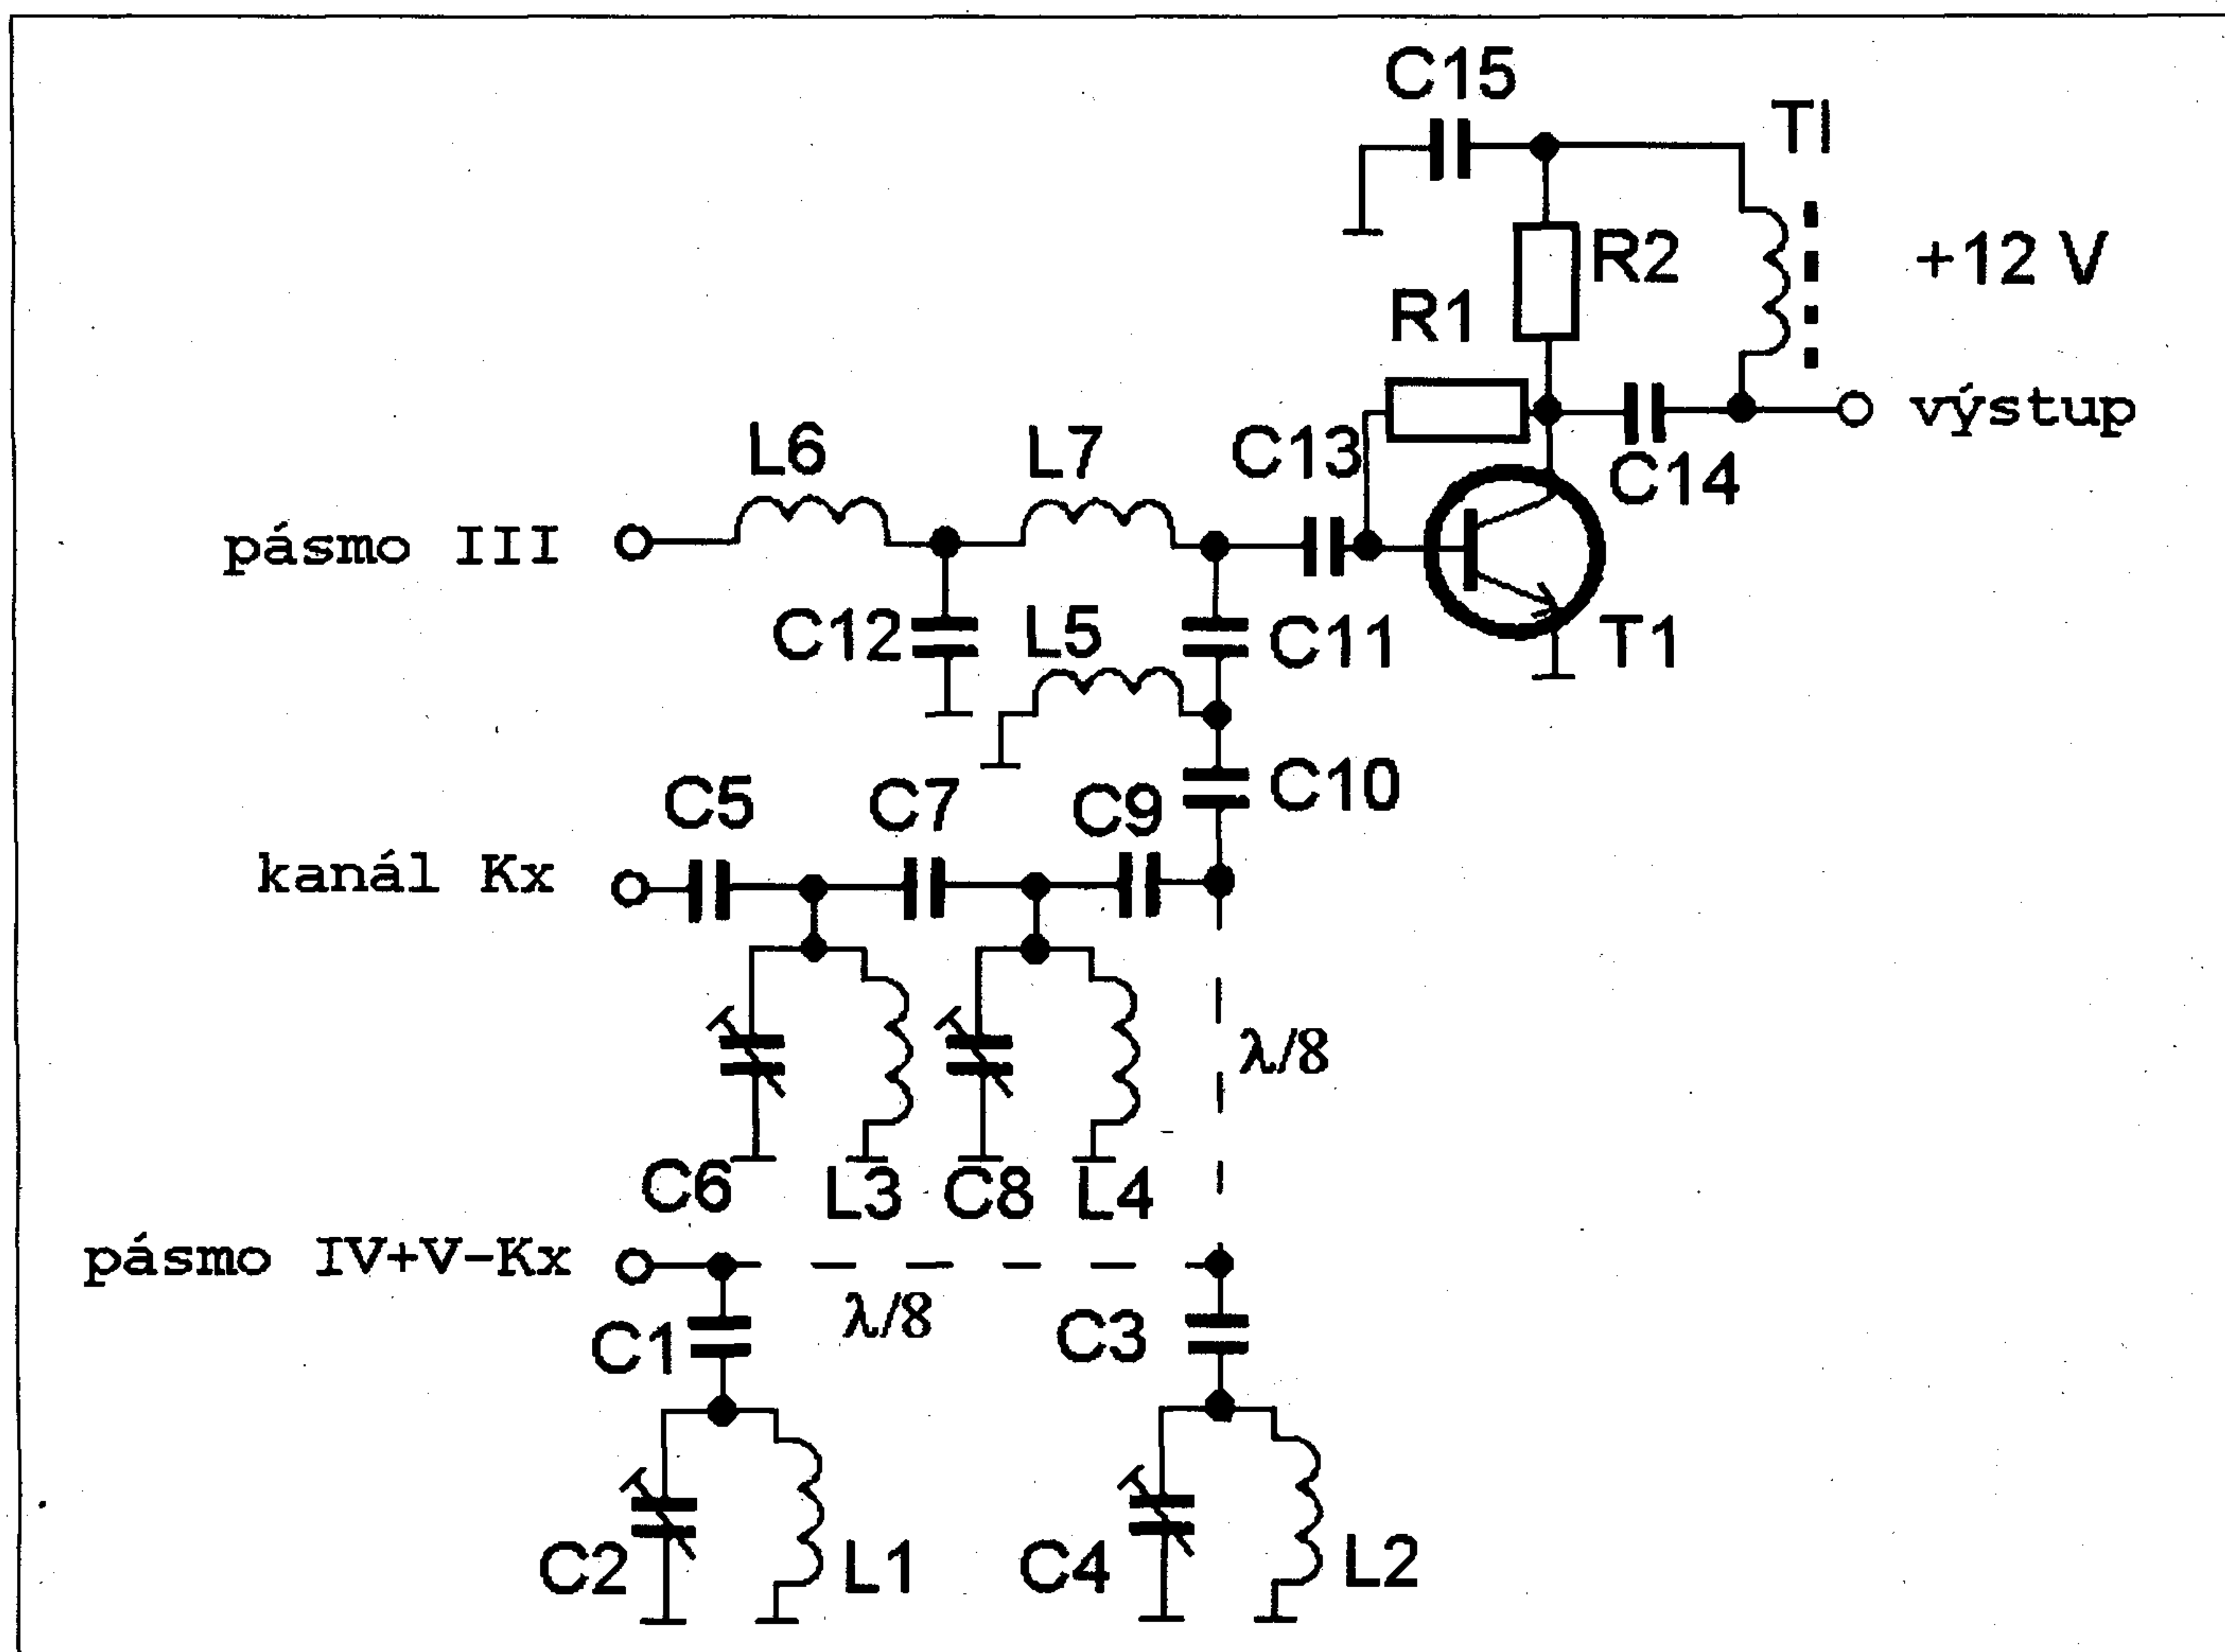 C15
Tl
+12 V
R2
R1
výstup
C13
C14
L6
L7
pásmo III
C12
L5
C11
T1
C10
C5
C7
C9
kanál Kx
λ/8
C6
L3
C8
L4
pásmo IV+V-Kx
λ/8
C1
C3
C2
L1
C4
L2